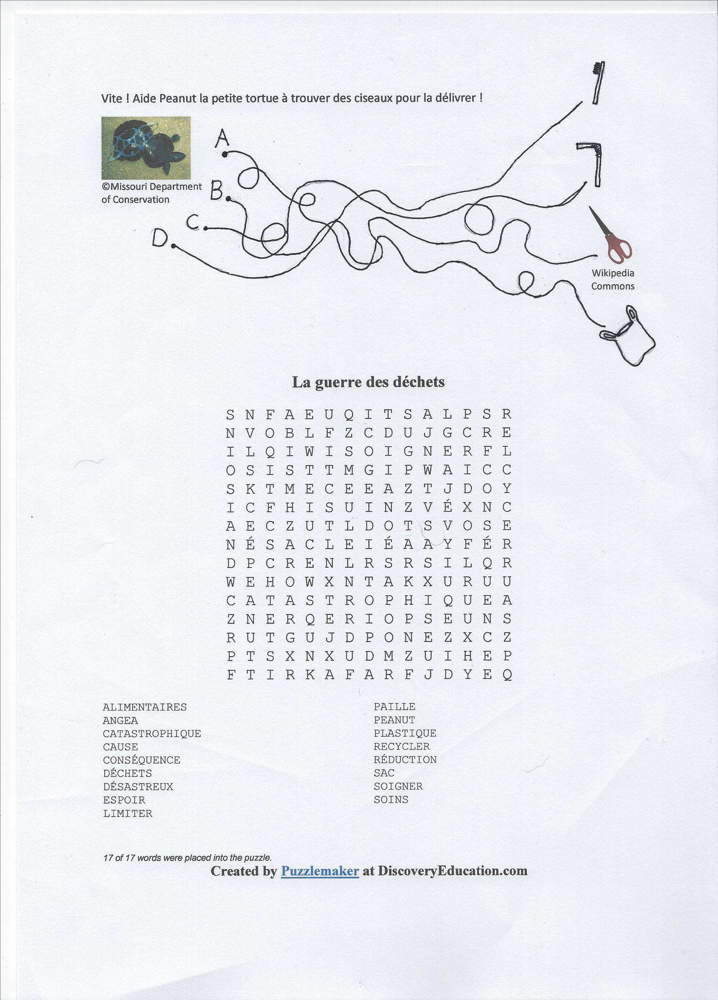 Vite ! Aide Peanut la petite tortue à trouver des ciseaux pour la délivrer !
A
©Missouri Department
of Conservation
B
C
D
Wikipedia
Commons
La guerre des déchets
S N F A E U Q I T S A L P S R
N V O B L F Z C D U J G C R E
I L Q I W I S O I G N E R F L
O S I S T T M G I P W A I C C
S K T M E C E E A Z T J D O Y
I C F H I S U I N Z V É X N C
A E C Z U T L D O T S V O S E
N É S A C L E I É A A Y F É R
D P C R E N L R S R S I L Q R
W E H O W X N T A K X U R U U
C A T A S T R O P H I Q U E A
Z N E R Q E R I O P S E U N S
R U T G U J D P O N E Z X C Z
P T S X N X U D M Z U I H E P
F T I R K A F A R F J D Y E Q
ALIMENTAIRES
ANGEA
CATASTROPHIQUE
CAUSE
CONSÉQUENCE
DÉCHETS
DÉSASTREUX
ESPOIR
LIMITER
PAILLE
PEANUT
PLASTIQUE
RECYCLER
RÉDUCTION
SAC
SOIGNER
SOINS
17 of 17 words were placed into the puzzle.
Created by Puzzlemaker at DiscoveryEducation.com